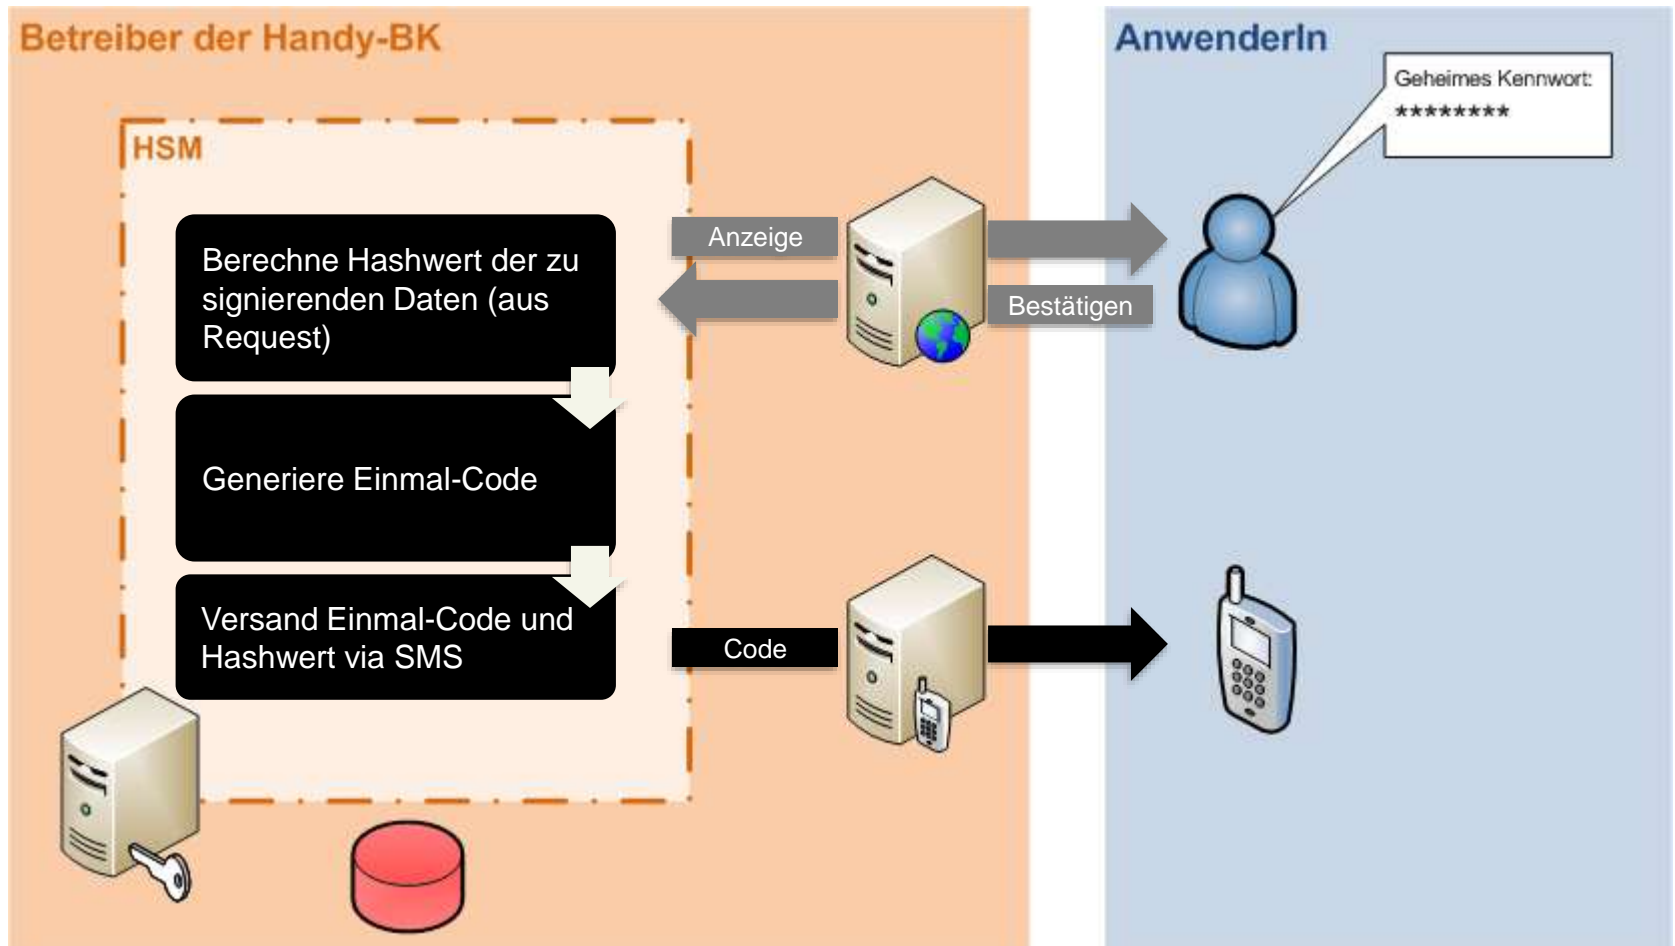 Betreiber der Handy-BK
AnwenderIn
Geheimes Kennwort:
********
HSM
Berechne Hashwert der zu
signierenden Daten (aus
Request)
Anzeige
Bestätigen
Generiere Einmal-Code
Versand Einmal-Code und
Hashwert via SMS
Code